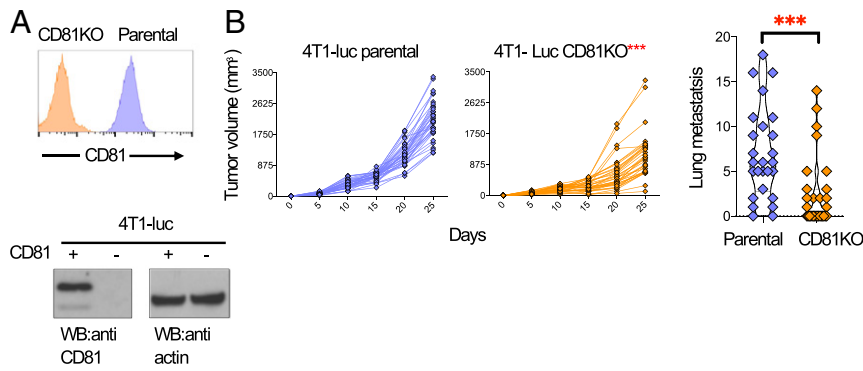 A
CD81KO Parental
CD81
4T1-luc
CD81 + - + -
WB:anti CD81
WB:anti actin
B
4T1-luc parental
Tumor volume (mm³)
3500
2625
1750
875
0
0 5 10 15 20 25
4T1- Luc CD81KO***
3500
2625
1750
875
0
0 5 10 15 20 25
Days
***
Lung metastatsis
20
15
10
5
0
Parental CD81KO